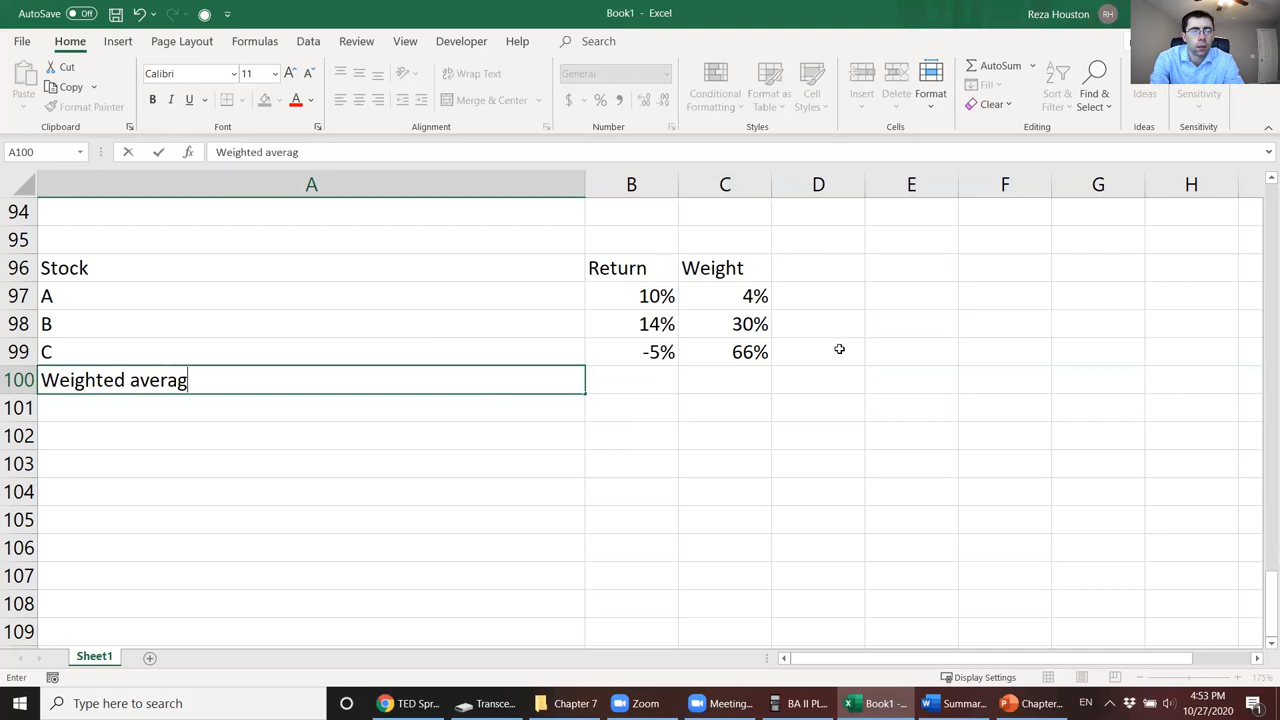 AutoSave Off Book1 - Excel Reza Houston RH
File Home Insert Page Layout Formulas Data Review View Developer Help Search
Paste Cut Copy Format Painter Clipboard
Calibri 11 A A B I U A Font
Wrap Text Merge & Center Alignment
General $ % , Number
Conditional Formatting Format as Table Cell Styles Styles
Insert Delete Format Cells
AutoSum Fill Clear Sort & Filter Find & Select Editing
Ideas Ideas
Sensitivity Sensitivity
A100 fx Weighted averag
A B C D E F G H
94
95
96 Stock Return Weight
97 A 10% 4%
98 B 14% 30%
99 C -5% 66%
100 Weighted averag
101
102
103
104
105
106
107
108
109
Sheet1
Enter Display Settings 175%
Type here to search TED Spr... Transce... Chapter 7 Zoom Meeting... BA II PL... Book1 -... Summar... Chapter... EN 4:53 PM
10/27/2020